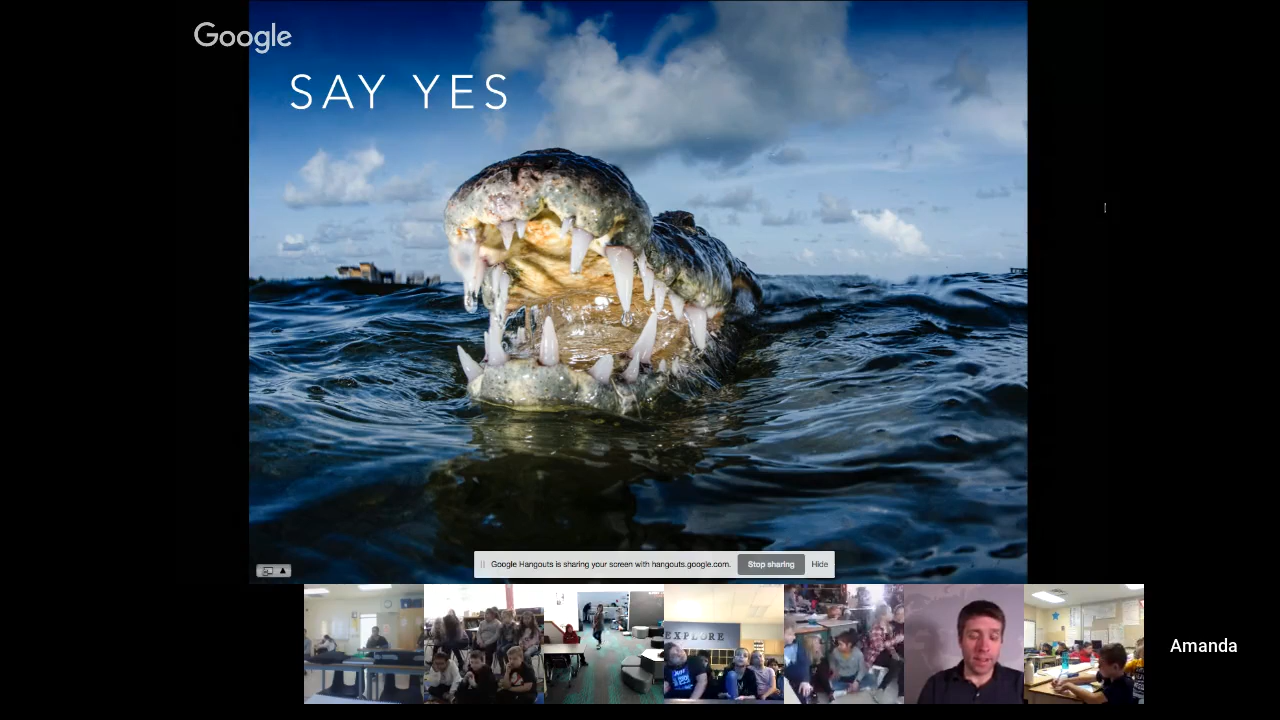 Google
SAY YES
Google Hangouts is sharing your screen with hangouts.google.com.
Stop sharing
Hide
EXPLORE
Amanda